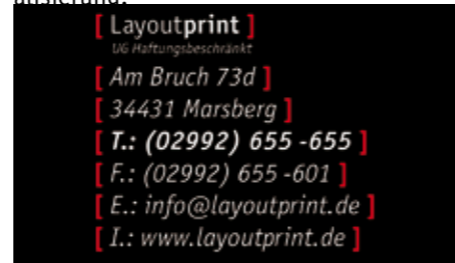 [ Layoutprint ]
UG Haftungsbeschränkt
[ Am Bruch 73d ]
[ 34431 Marsberg ]
[ T.: (02992) 655 -655 ]
[ F.: (02992) 655 -601 ]
[ E.: info@layoutprint.de ]
[ I.: www.layoutprint.de ]